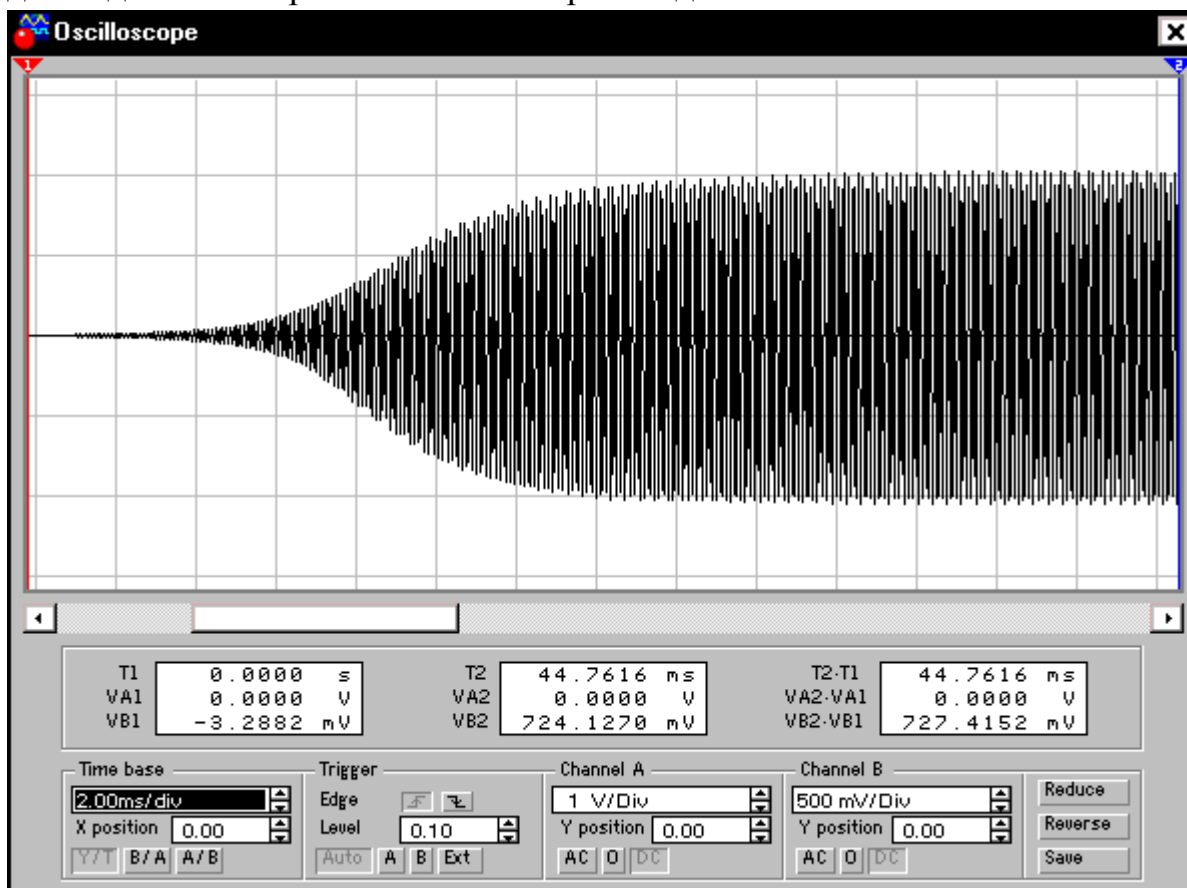 Oscilloscope
1
2
T1 0.0000 s T2 44.7616 ms T2-T1 44.7616 ms
VA1 0.0000 V VA2 0.0000 V VA2-VA1 0.0000 V
VB1 -3.2882 mV VB2 724.1270 mV VB2-VB1 727.4152 mV
Time base Trigger Channel A Channel B
2.00ms/div Edge 1 V/Div 500 mV/Div Reduce
X position 0.00 Level 0.10 Y position 0.00 Y position 0.00 Reverse
Y/T B/A A/B Auto A B Ext AC 0 DC AC 0 DC Save